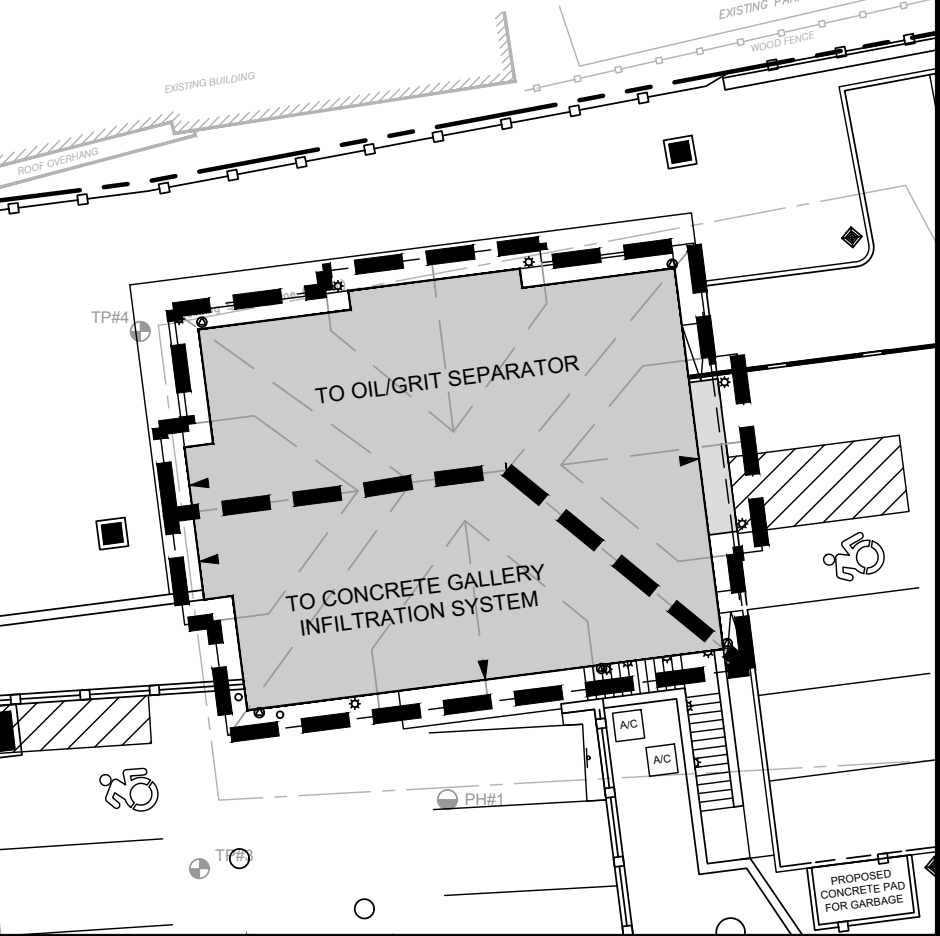 EXISTING
WOOD FENCE
EXISTING BUILDING
ROOF OVERHANG
TP#4
TO OIL/GRIT SEPARATOR
TO CONCRETE GALLERY
INFILTRATION SYSTEM
A/C
A/C
PH#1
TP#3
PROPOSED
CONCRETE PAD
FOR GARBAGE